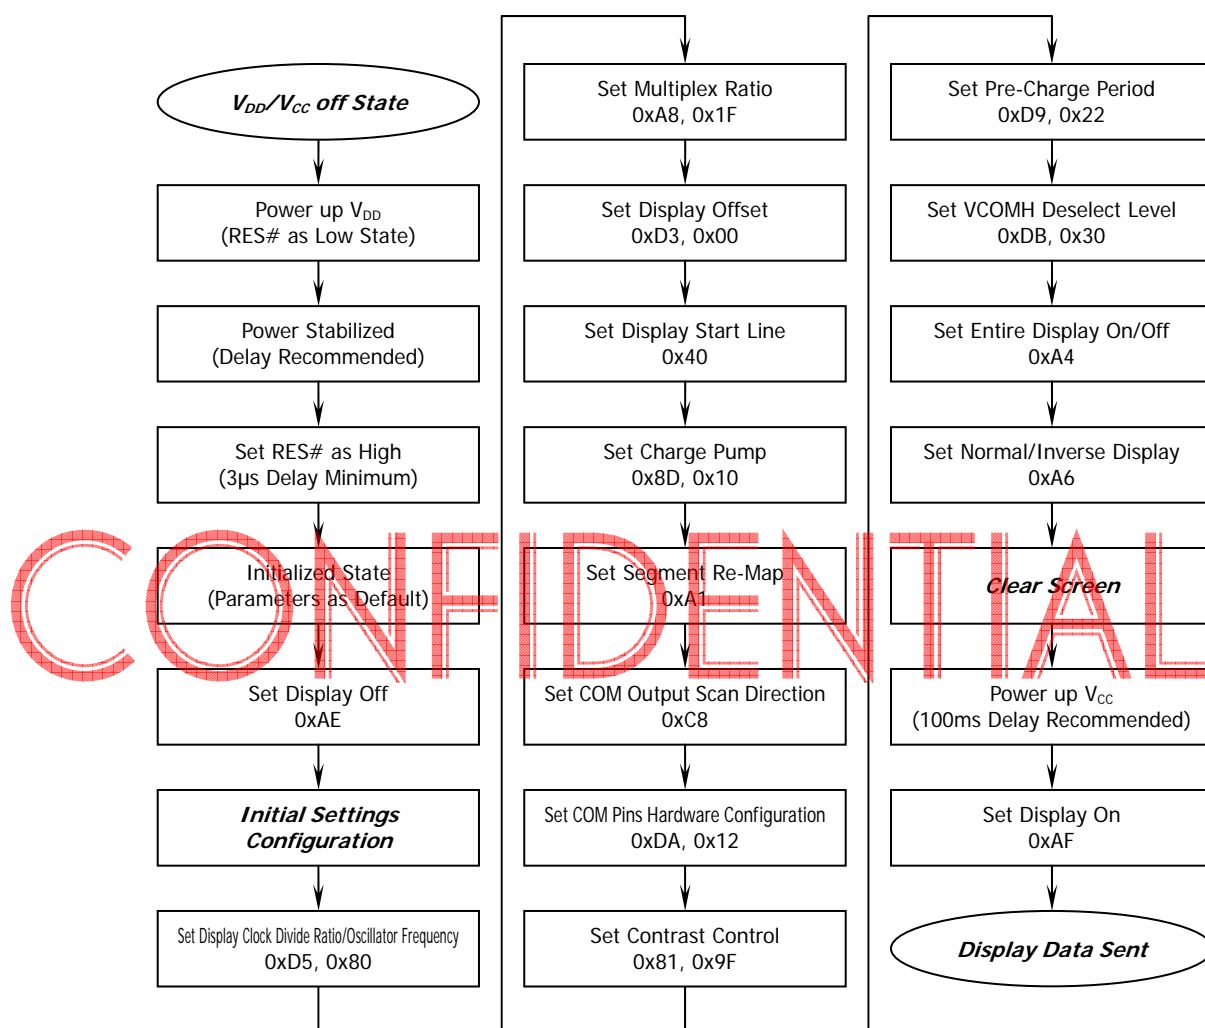 V_DD/V_CC off State
Power up V_DD
(RES# as Low State)
Power Stabilized
(Delay Recommended)
Set RES# as High
(3μs Delay Minimum)
Initialized State
(Parameters as Default)
Set Display Off
0xAE
Initial Settings
Configuration
Set Display Clock Divide Ratio/Oscillator Frequency
0xD5, 0x80
Set Multiplex Ratio
0xA8, 0x1F
Set Display Offset
0xD3, 0x00
Set Display Start Line
0x40
Set Charge Pump
0x8D, 0x10
Set Segment Re-Map
0xA1
Set COM Output Scan Direction
0xC8
Set COM Pins Hardware Configuration
0xDA, 0x12
Set Contrast Control
0x81, 0x9F
Set Pre-Charge Period
0xD9, 0x22
Set VCOMH Deselect Level
0xDB, 0x30
Set Entire Display On/Off
0xA4
Set Normal/Inverse Display
0xA6
Clear Screen
Power up V_CC
(100ms Delay Recommended)
Set Display On
0xAF
Display Data Sent
CONFIDENTIAL